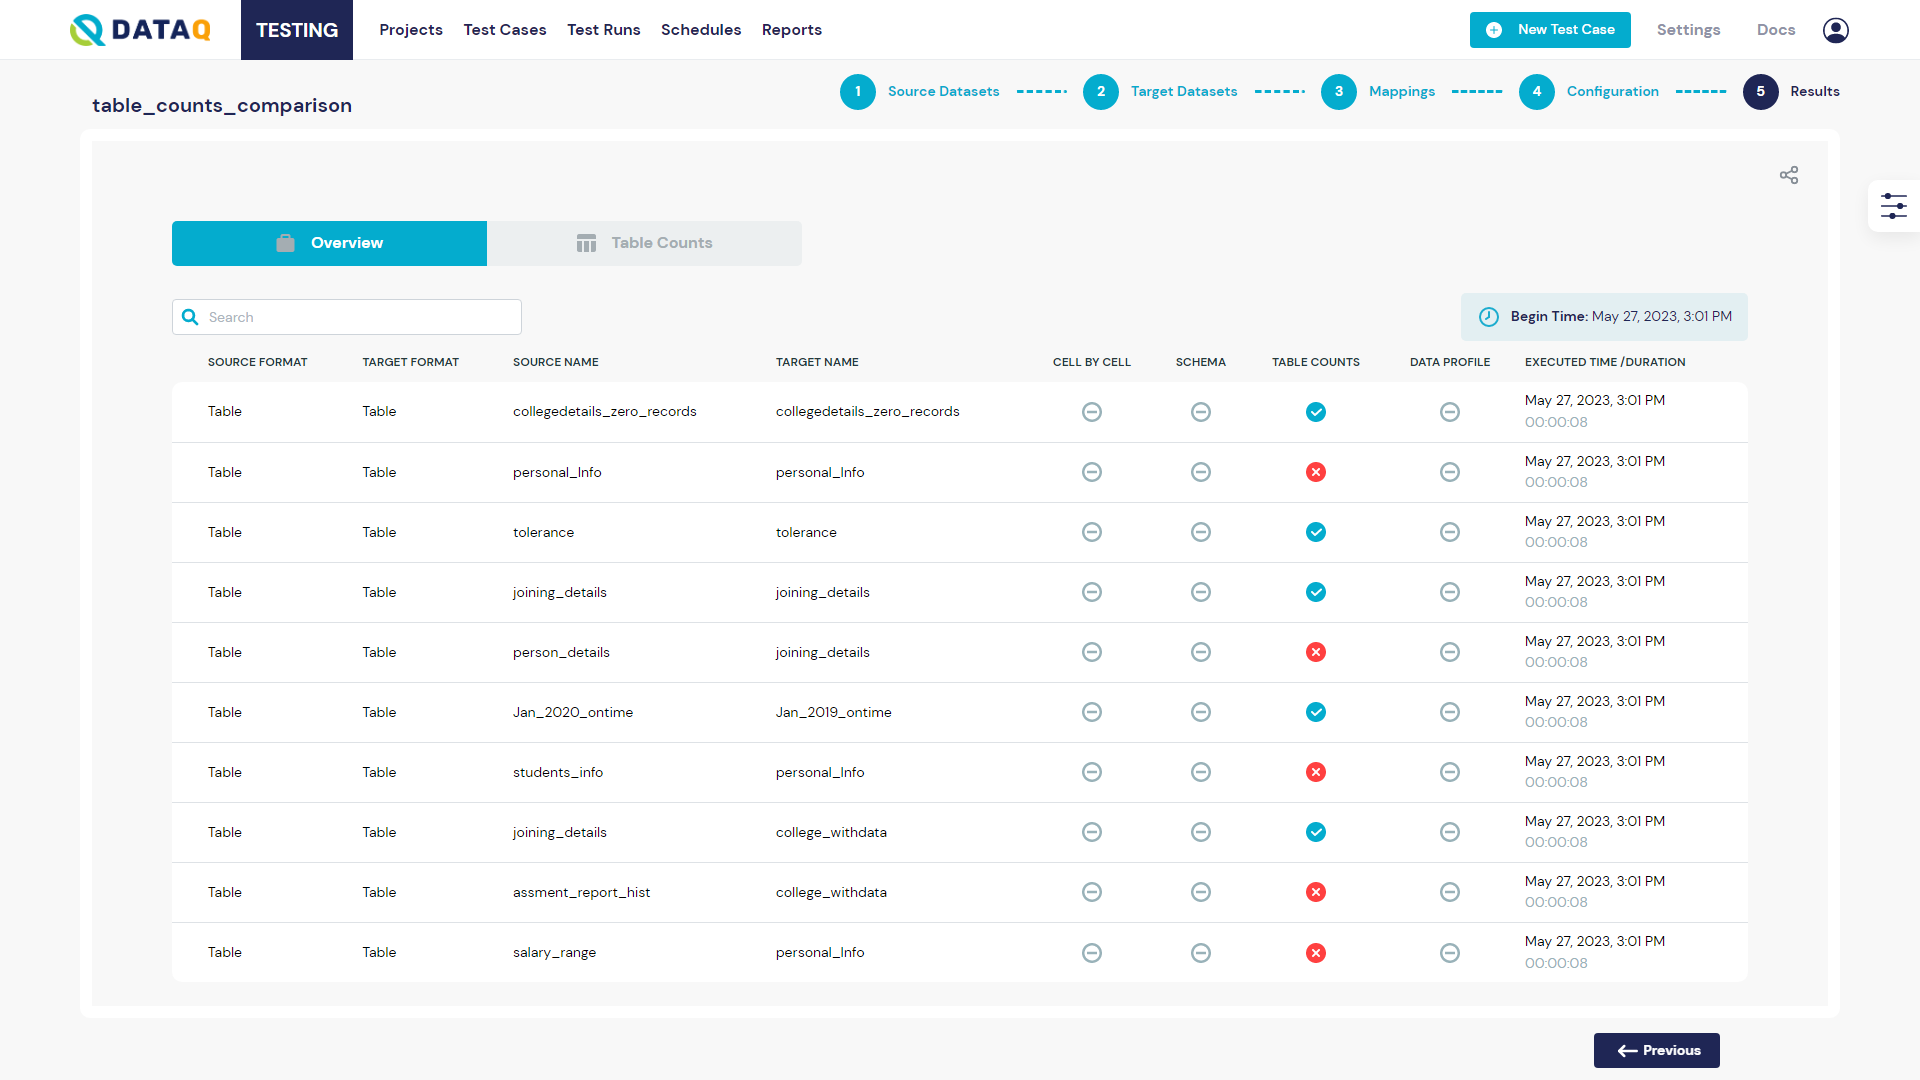 DATAQ TESTING Projects Test Cases Test Runs Schedules Reports New Test Case Settings Docs
table_counts_comparison 1 Source Datasets 2 Target Datasets 3 Mappings 4 Configuration 5 Results
Overview Table Counts
Search Begin Time: May 27, 2023, 3:01 PM
SOURCE FORMAT TARGET FORMAT SOURCE NAME TARGET NAME CELL BY CELL SCHEMA TABLE COUNTS DATA PROFILE EXECUTED TIME /DURATION
Table Table collegedetails_zero_records collegedetails_zero_records May 27, 2023, 3:01 PM
00:00:08
Table Table personal_Info personal_Info May 27, 2023, 3:01 PM
00:00:08
Table Table tolerance tolerance May 27, 2023, 3:01 PM
00:00:08
Table Table joining_details joining_details May 27, 2023, 3:01 PM
00:00:08
Table Table person_details joining_details May 27, 2023, 3:01 PM
00:00:08
Table Table Jan_2020_ontime Jan_2019_ontime May 27, 2023, 3:01 PM
00:00:08
Table Table students_info personal_Info May 27, 2023, 3:01 PM
00:00:08
Table Table joining_details college_withdata May 27, 2023, 3:01 PM
00:00:08
Table Table assment_report_hist college_withdata May 27, 2023, 3:01 PM
00:00:08
Table Table salary_range personal_Info May 27, 2023, 3:01 PM
00:00:08
Previous